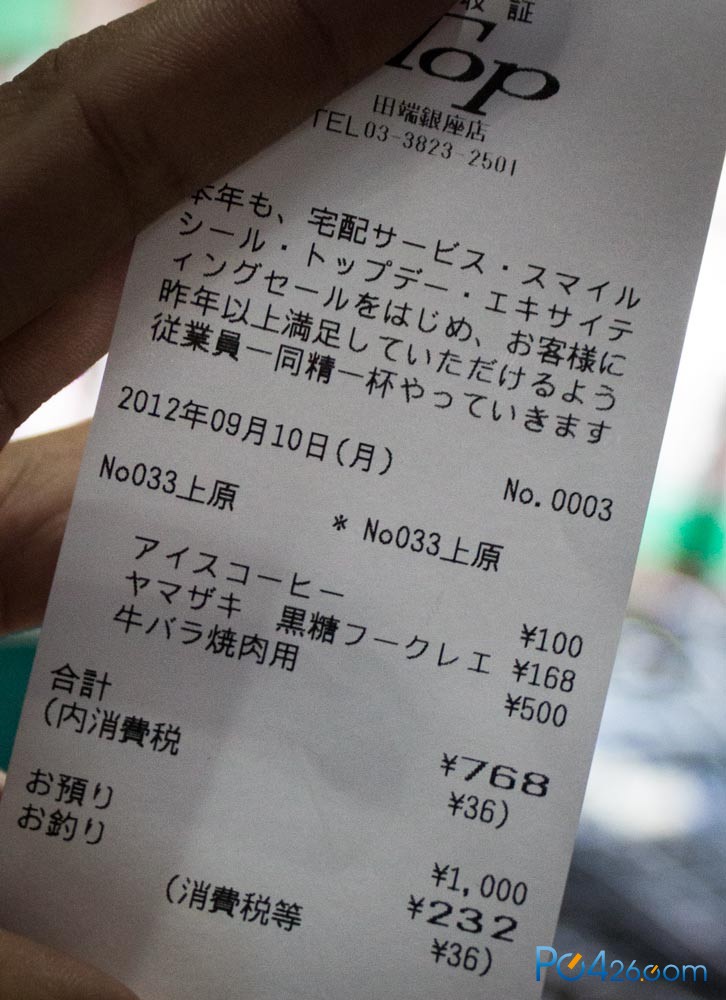 収証
Top
田端銀座店
TEL 03-3823-2501
本年も、宅配サービス・スマイル
シール・トップデー・エキサイテ
ィングセールをはじめ、お客様に
昨年以上満足していただけるよう
従業員一同精一杯やっていきます
2012年09月10日(月) No.0003
No033上原 * No033上原
アイスコーヒー ¥100
ヤマザキ 黒糖フークレエ ¥168
牛バラ焼肉用 ¥500
合計 ¥768
(内消費税 ¥36)
お預り ¥1,000
お釣り ¥232
(消費税等 ¥36)
PC426.com